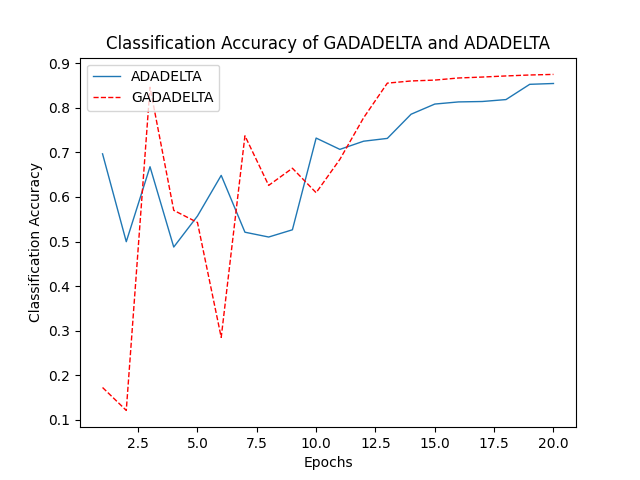 Classification Accuracy of GADADELTA and ADADELTA
ADADELTA
GADADELTA
Classification Accuracy
0.9
0.8
0.7
0.6
0.5
0.4
0.3
0.2
0.1
2.5 5.0 7.5 10.0 12.5 15.0 17.5 20.0
Epochs